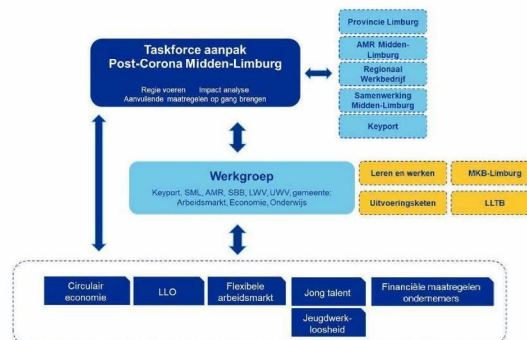 Taskforce aanpak
Post-Corona Midden-Limburg
Regie voeren Impact analyse
Aanvullende maatregelen op gang brengen
Provincie Limburg
AMR Midden-
Limburg
Regionaal
Werkbedrijf
Samenwerking
Midden-Limburg
Keyport
Werkgroep
Keyport, SML, AMR, SBB, LWV, UWV, gemeente:
Arbeidsmarkt, Economie, Onderwijs
Leren en werken
MKB-Limburg
Uitvoeringsketen
LLTB
Circulair
economie
LLO
Flexibele
arbeidsmarkt
Jong talent
Jeugdwerk-
loosheid
Financiële maatregelen
ondernemers